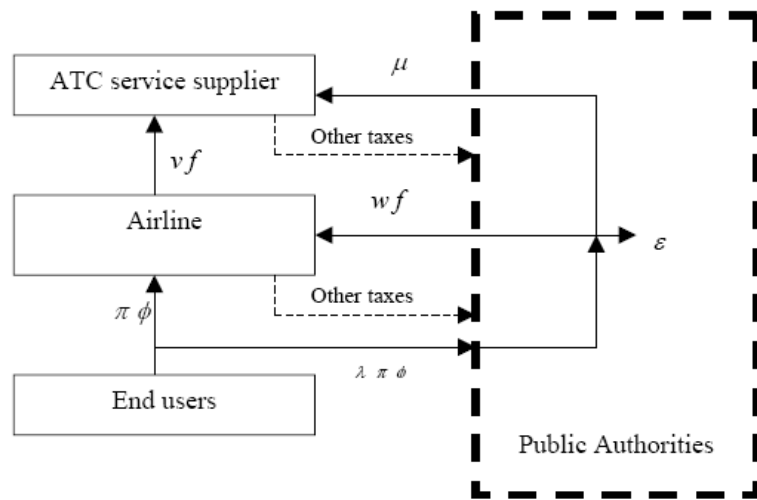 ATC service supplier
μ
Other taxes
v f
w f
Airline
ε
Other taxes
π ϕ
λ π ϕ
End users
Public Authorities